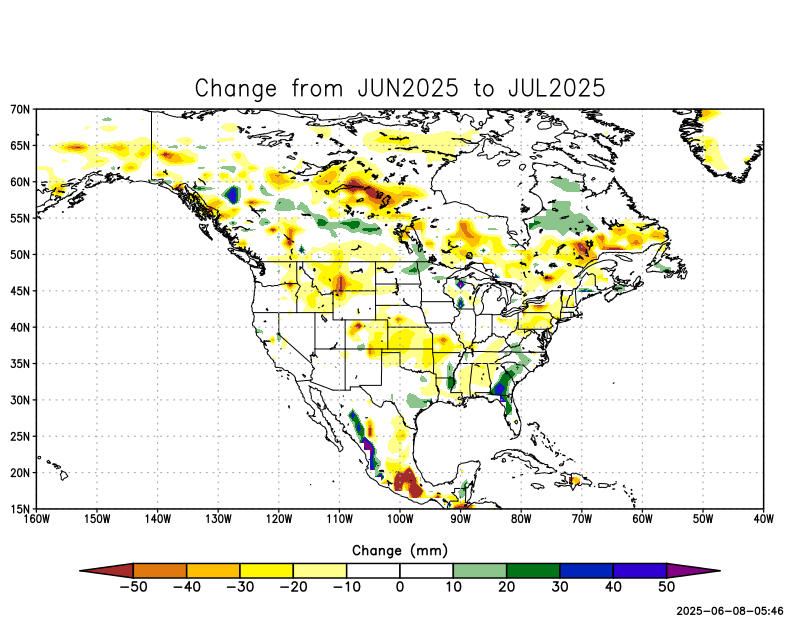 Change from JUN2025 to JUL2025
70N
65N
60N
55N
50N
45N
40N
35N
30N
25N
20N
15N
160W 150W 140W 130W 120W 110W 100W 90W 80W 70W 60W 50W 40W
Change (mm)
−50 −40 −30 −20 −10 0 10 20 30 40 50
2025-06-08-05:46